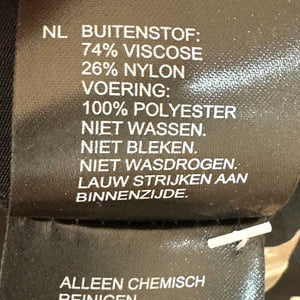 NL BUITENSTOF:
74% VISCOSE
26% NYLON
VOERING:
100% POLYESTER
NIET WASSEN.
NIET BLEKEN.
NIET WASDROGEN.
LAUW STRIJKEN AAN
BINNENZIJDE.
ALLEEN CHEMISCH
REINIGEN